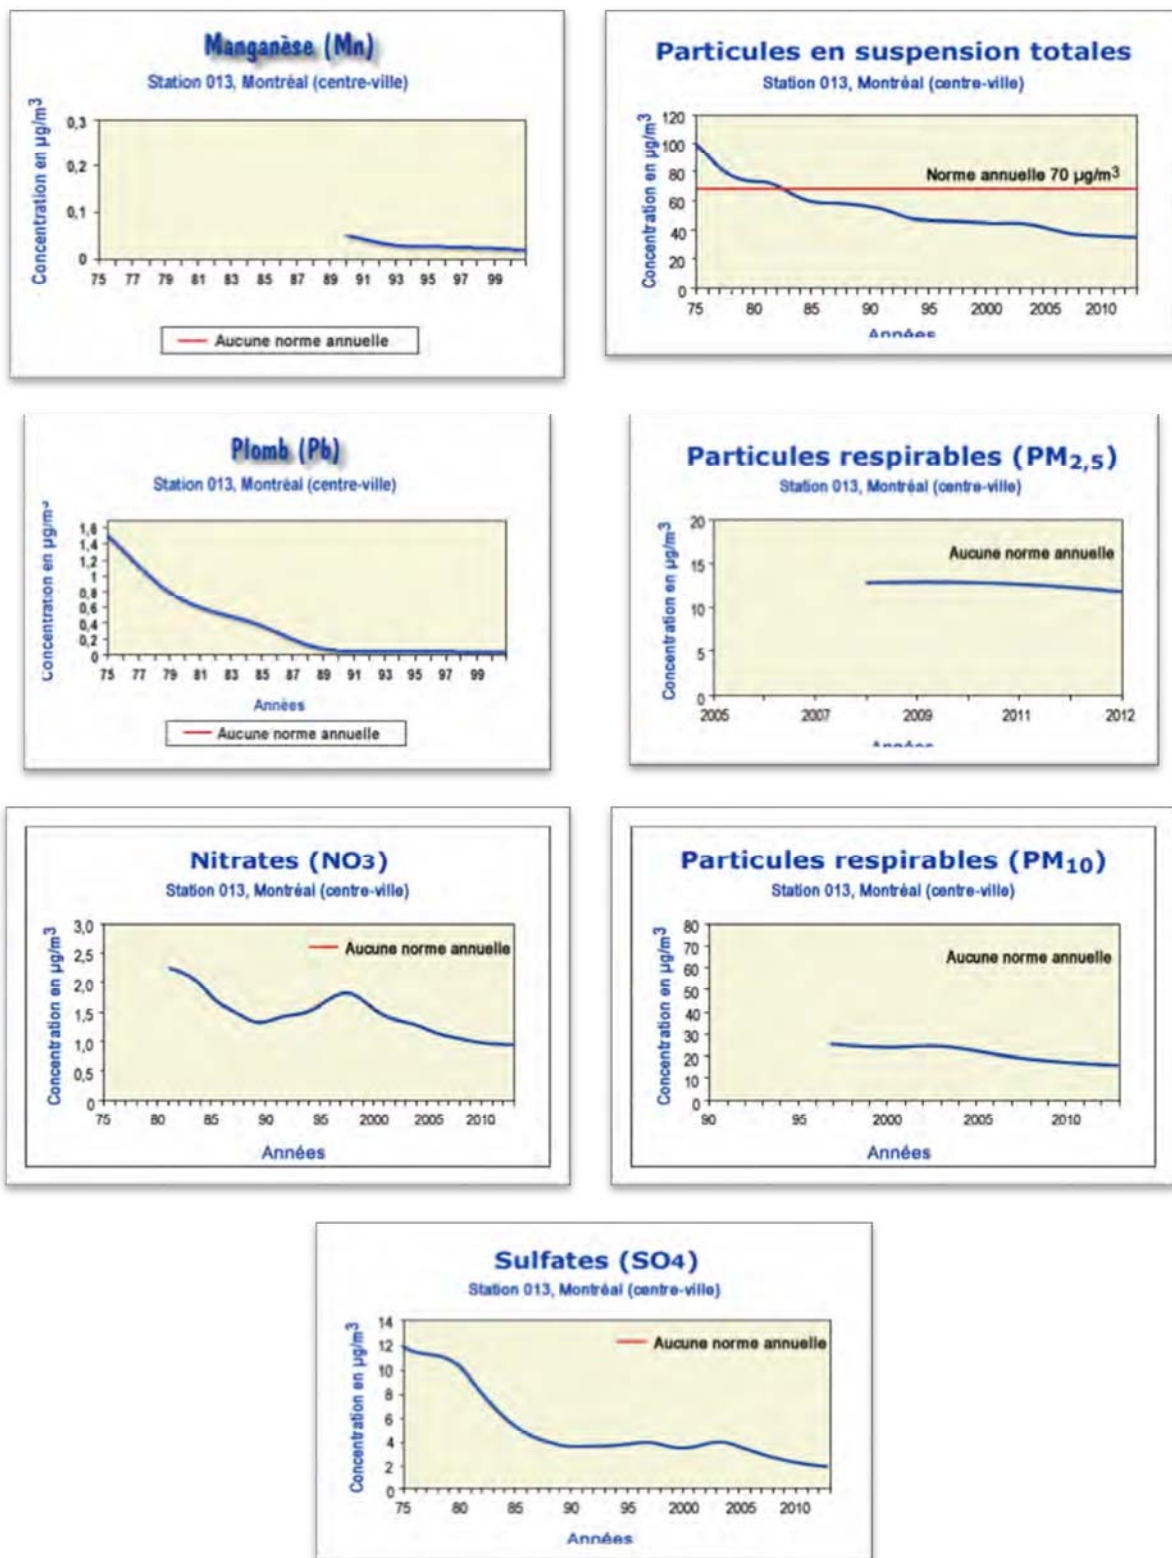 Manganèse (Mn)
Station 013, Montréal (centre-ville)
Concentration en µg/m³
0,3
0,2
0,1
0
75 77 79 81 83 85 87 89 91 93 95 97 99
Aucune norme annuelle
Particules en suspension totales
Station 013, Montréal (centre-ville)
Concentration en µg/m³
120
100
80
60
40
20
0
Norme annuelle 70 µg/m³
75 80 85 90 95 2000 2005 2010
Années
Plomb (Pb)
Station 013, Montréal (centre-ville)
Concentration en µg/m³
1,6
1,4
1,2
1
0,8
0,6
0,4
0,2
0
75 77 79 81 83 85 87 89 91 93 95 97 99
Années
Aucune norme annuelle
Particules respirables (PM2,5)
Station 013, Montréal (centre-ville)
Concentration en µg/m³
20
15
10
5
0
Aucune norme annuelle
2005 2007 2009 2011 2012
Années
Nitrates (NO3)
Station 013, Montréal (centre-ville)
Concentration en µg/m³
3,0
2,5
2,0
1,5
1,0
0,5
0
Aucune norme annuelle
75 80 85 90 95 2000 2005 2010
Années
Particules respirables (PM10)
Station 013, Montréal (centre-ville)
Concentration en µg/m³
80
70
60
50
40
30
20
10
0
Aucune norme annuelle
90 95 2000 2005 2010
Années
Sulfates (SO4)
Station 013, Montréal (centre-ville)
Concentration en µg/m³
14
12
10
8
6
4
2
0
Aucune norme annuelle
75 80 85 90 95 2000 2005 2010
Années